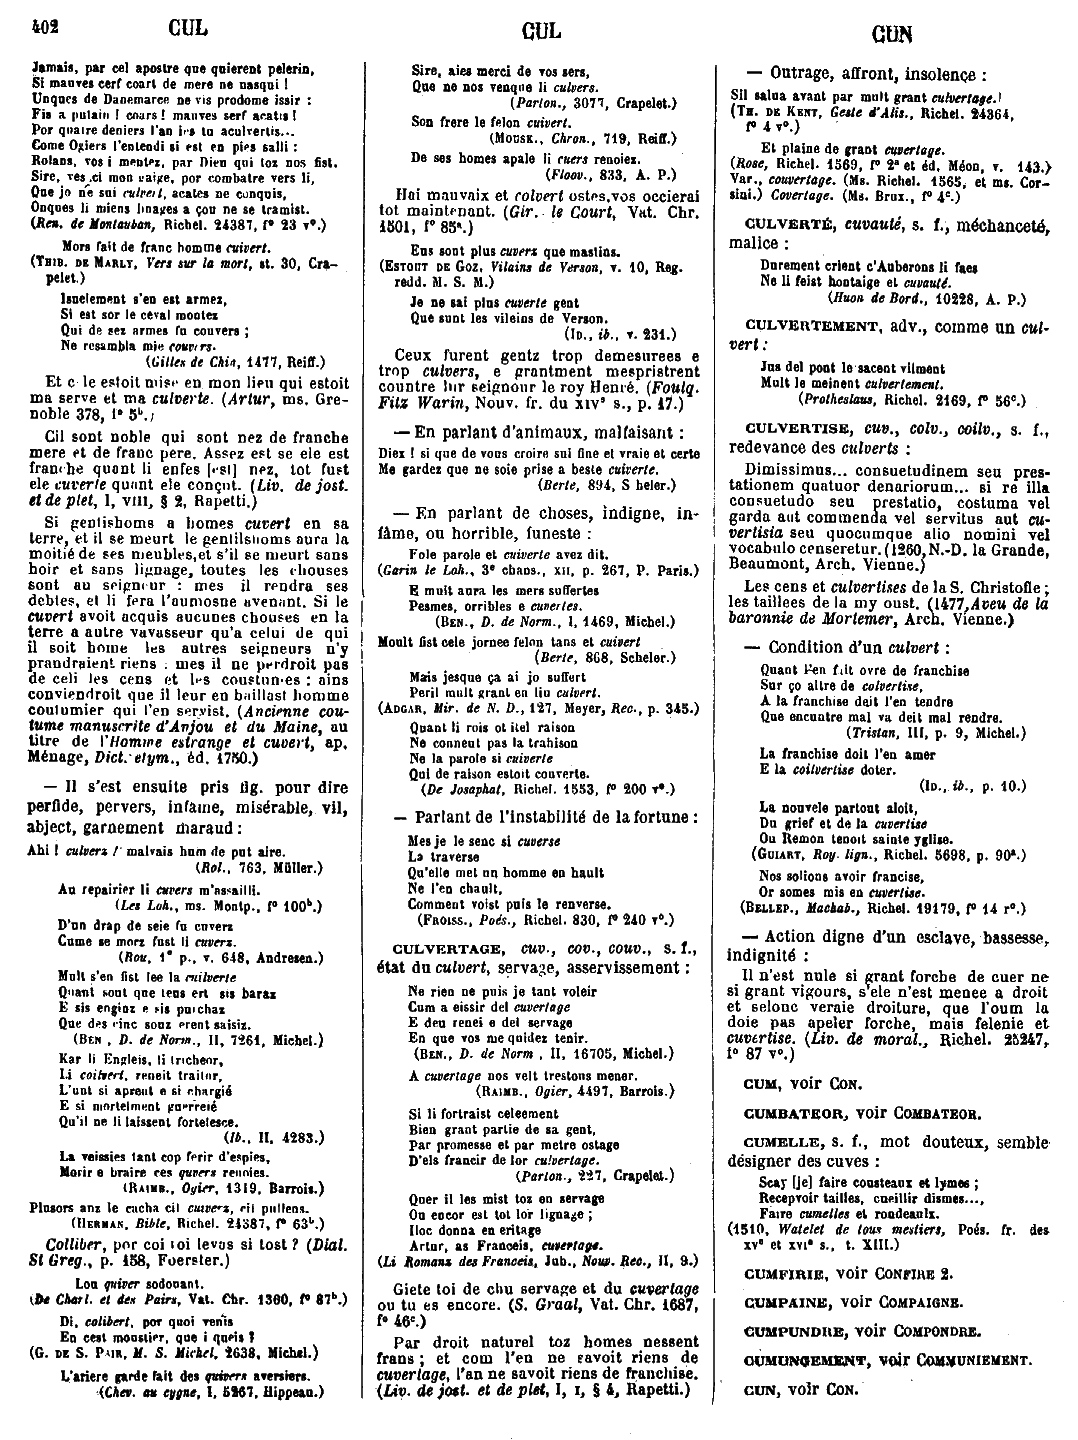 402 CUL CUL CUN
Jamais, par cel apostre que quierent pelerin,
Si mauves cerf coart de mere ne nasqui !
Unques de Danemarce ne vis prodome issir :
Fis a putain ! cours ! mauves serf acatis !
Por quatre deniers l'an i es tu aculvertis...
Come Ogiers l'entendi si est en pies salli :
Rolans, vos i mentez, par Dieu qui toz nos fist.
Sire, ves ci mon gaige, por combatre vers li,
Que jo ne sui culvert, acates ne conquis,
Onques li miens linages a çou ne se tramist.
(Ren. de Montauban, Richel. 24387, f° 23 v°.)
Mors fait de franc homme cuivert.
(THIB. DE MARLY, Vers sur la mort, st. 30, Cra-
pelet.)
Isnelement s'en est armez,
Si est sor le ceval montez
Qui de sez armes fu couvers ;
Ne resambla mie couvers.
(Gilles de Chin, 1477, Reiff.)
Et c le estoit mise en mon lieu qui estoit
ma serve et ma culverte. (Artur, ms. Gre-
noble 378, f° 5b.)
Cil sont noble qui sont nez de franche
mere et de franc pere. Assez est se ele est
franche quant li enfes [est] nez, tot fust
ele cuverte quant ele conçut. (Liv. de jost.
et de plet, I, VIII, § 2, Rapetti.)
Si gentishoms a homes cuvert en sa
terre, et il se meurt le gentilshoms aura la
moitié de ses meubles, et s'il se meurt sans
hoir et sans lignage, toutes les chouses
sont au seigneur : mes il rendra ses
debtes, et li fera l'aumosne avenant. Si le
cuvert avoit acquis aucunes chouses en la
terre a autre vavasseur qu'a celui de qui
il soit home les autres seigneurs n'y
prandraient riens : mes il ne perdroit pas
de celi les cens et les coustumes : ains
conviendroit que il leur en baillast homme
coutumier qui l'en servist. (Ancienne cou-
tume manuscrite d'Anjou et du Maine, au
titre de l'Homme estrange et cuvert, ap.
Ménage, Dict. etym., éd. 1750.)
— Il s'est ensuite pris fig. pour dire
perfide, pervers, infâme, misérable, vil,
abject, garnement maraud :
Ahi ! culverz ! malvais hum de put aire.
(Rol., 763, Müller.)
Au repairier li cuvers m'assailli.
(Les Loh., ms. Montp., f° 100b.)
D'un drap de seie fu cuverz
Cume se morz fust li cuverz.
(Rou, 1e p., v. 648, Andresen.)
Mult s'en fist lee la cuilverte
Quant sout que tens ert sis baraz
E sis enginz e sis purchaz
Que des cinc sonz erent saisiz.
(BEN, D. de Norm., II, 7261, Michel.)
Kar li Engleis, li tricheor,
Li coilvert, reneit traitor,
L'unt si aprent e si chargié
E si mortelment guerreié
Qu'il ne li laissent fortelesce.
(Ib., II, 4283.)
La veissies tant cop ferir d'espies,
Morir e braire ces quvers renoies.
(RAIMB., Ogier, 1319, Barrois.)
Plusors anz le cacha cil cuivers, cil pullens.
(HERMAN, Bible, Richel. 24387, f° 63b.)
Colliber, por coi toi levas si tost ? (Dial.
St Greg., p. 158, Foerster.)
Lou quiver sodonant.
(De Charl. et des Pairs, Vat. Chr. 1360, f° 87b.)
Di, colibert, por quoi venis
En cest moustier, que i queis ?
(G. DE S. PAIR, M. S. Michel, 2638, Michel.)
L'ariere garde fait des quivers aversiers.
(Chev. au cygne, I, 5267, Hippeau.)
Sire, aies merci de vos sers,
Que ne nos venque li culvers.
(Parton., 3077, Crapelet.)
Son frere le felon cuivert.
(MOUSK., Chron., 719, Reiff.)
De ses homes apale li cuers renoiez.
(Floov., 833, A. P.)
Hai mauvaix et colvert ostes, vos occierai
tot maintenant. (Gir. le Court, Vat. Chr.
1501, f° 85a.)
Eus sont plus cuverz que mastins.
(ESTOUT DE GOZ, Vilains de Verson, v. 10, Reg.
redd. M. S. M.)
Je ne sai plus cuverte gent
Que sunt les vileins de Verson.
(ID., ib., v. 231.)
Ceux furent gentz trop demesurees e
trop culvers, e grantment mespristrent
countre lur seignour le roy Henré. (Foulq.
Fitz Warin, Nouv. fr. du XIVe s., p. 17.)
— En parlant d'animaux, malfaisant :
Diex ! si que de vous croire sui fine et vraie et certe
Me gardez que ne soie prise a beste cuiverte.
(Berte, 894, S heler.)
— En parlant de choses, indigne, in-
fâme, ou horrible, funeste :
Fole parole et cuiverte avez dit.
(Garin le Loh., 3e chans., XII, p. 267, P. Paris.)
E mult aura les mers suffertes
Pesmes, orribles e cuvertes.
(BEN., D. de Norm., I, 1469, Michel.)
Moult fist cele jornee felon tans et cuivert
(Berte, 868, Scheler.)
Mais jesque ça ai jo suffert
Peril mult grant en liu culvert.
(ADGAR, Mir. de N. D., 127, Meyer, Rec., p. 345.)
Quant li rois ot itel raison
Ne conneut pas la trahison
Ne la parole si cuiverte
Qui de raison estoit couverte.
(De Josaphat, Richel. 1553, f° 200 v°.)
— Parlant de l'instabilité de la fortune :
Mes je le senc si cuverse
La traverse
Qu'elle met un homme en hault
Ne l'en chault,
Comment voist puis le renverse.
(FROISS., Poés., Richel. 830, f° 240 v°.)
CULVERTAGE, cuv., cov., couv., s. f.,
état du culvert, servage, asservissement :
Ne rien ne puis je tant voleir
Cum a eissir del cuvertage
E deu renei e del servage
En que vos me quidez tenir.
(BEN., D. de Norm, II, 16705, Michel.)
A cuvertage nos velt trestons mener.
(RAIMB., Ogier, 4497, Barrois.)
Si li fortraist celeement
Bien grant partie de sa gent,
Par promesse et par metre ostage
D'els francir de lor culvertage.
(Parton., 227, Crapelet.)
Quer il les mist toz en servage
Ou encor est tot lor lignage ;
Iloc donna en eritage
Artur, as Franceis, cuvertage.
(Li Romans des Franceis, Jub., Nouv. Rec., II, 9.)
Giete toi de chu servage et du cuvertage
ou tu es encore. (S. Graal, Vat. Chr. 1687,
f° 46c.)
Par droit naturel toz homes nessent
frans ; et com l'en ne savoit riens de
cuvertage, l'an ne savoit riens de franchise.
(Liv. de jost. et de plet, I, I, § 4, Rapetti.)
— Outrage, affront, insolence :
Sil salua avant par mult grant culvertage.
(TH. DE KENT, Geste d'Alis., Richel. 24364,
f° 4 v°.)
Et plaine de grant cuvertage.
(Rose, Richel. 1569, f° 2a et éd. Méon, v. 143.)
Var., couvertage. (Ms. Richel. 1565, et ms. Cor-
sini.) Covertage. (Ms. Brux., f° 4c.)
CULVERTÉ, cuvauté, s. f., méchanceté,
malice :
Durement crient c'Auberons li faes
Ne li feist hontaige et cuvauté.
(Huon de Bord., 10228, A. P.)
CULVERTEMENT, adv., comme un cul-
vert :
Jus del pont le sacent vilment
Mult le meinent culvertement.
(Protheslaus, Richel. 2169, f° 56c.)
CULVERTISE, cuv., colv., coilv., s. f.,
redevance des culverts :
Dimissimus... consuetudinem seu pres-
tationem quatuor denariorum... si re illa
consuetudo seu prestatio, costuma vel
garda aut commenda vel servitus aut cu-
vertisia seu quocumque alio nomini vel
vocabulo censeretur. (1260, N.-D. la Grande,
Beaumont, Arch. Vienne.)
Les cens et culvertises de la S. Christofle ;
les taillees de la my oust. (1477, Aveu de la
baronnie de Mortemer, Arch. Vienne.)
— Condition d'un culvert :
Quant l'en fait ovre de franchise
Sur ço altre de colvertise,
A la franchise deit l'en tendre
Que encuntre mal va deit mal rendre.
(Tristan, III, p. 9, Michel.)
La franchise doit l'en amer
E la coilvertise doter.
(ID., ib., p. 10.)
La nouvele partout aloit,
Du grief et de la cuvertise
Ou Remon tenoit sainte yglise.
(GUIART, Roy. lign., Richel. 5698, p. 90a.)
Nos solions avoir francise,
Or somes mis en cuvertise.
(BELLEP., Machab., Richel. 19179, f° 14 r°.)
— Action digne d'un esclave, bassesse,
indignité :
Il n'est nule si grant forche de cuer ne
si grant vigours, s'ele n'est menee a droit
et selonc veraie droiture, que l'oum la
doie pas apeler forche, mais felenie et
cuvertise. (Liv. de moral., Richel. 25247,
f° 87 v°.)
CUM, voir CON.
CUMBATEOR, voir COMBATEOR.
CUMELLE, s. f., mot douteux, semble
désigner des cuves :
Scay [je] faire cousteaux et lymes ;
Recepvoir tailles, cueillir dismes...,
Faire cumelles et rondeaulx.
(1510, Watelet de tous mestiers, Poés. fr. des
XVe et XVIe s., t. XIII.)
CUMFIRIE, voir CONFIRE 2.
CUMPAINE, voir COMPAIGNE.
CUMPUNDRE, voir COMPONDRE.
CUMUNGEMENT, voir COMMUNIEMENT.
CUN, voir CON.